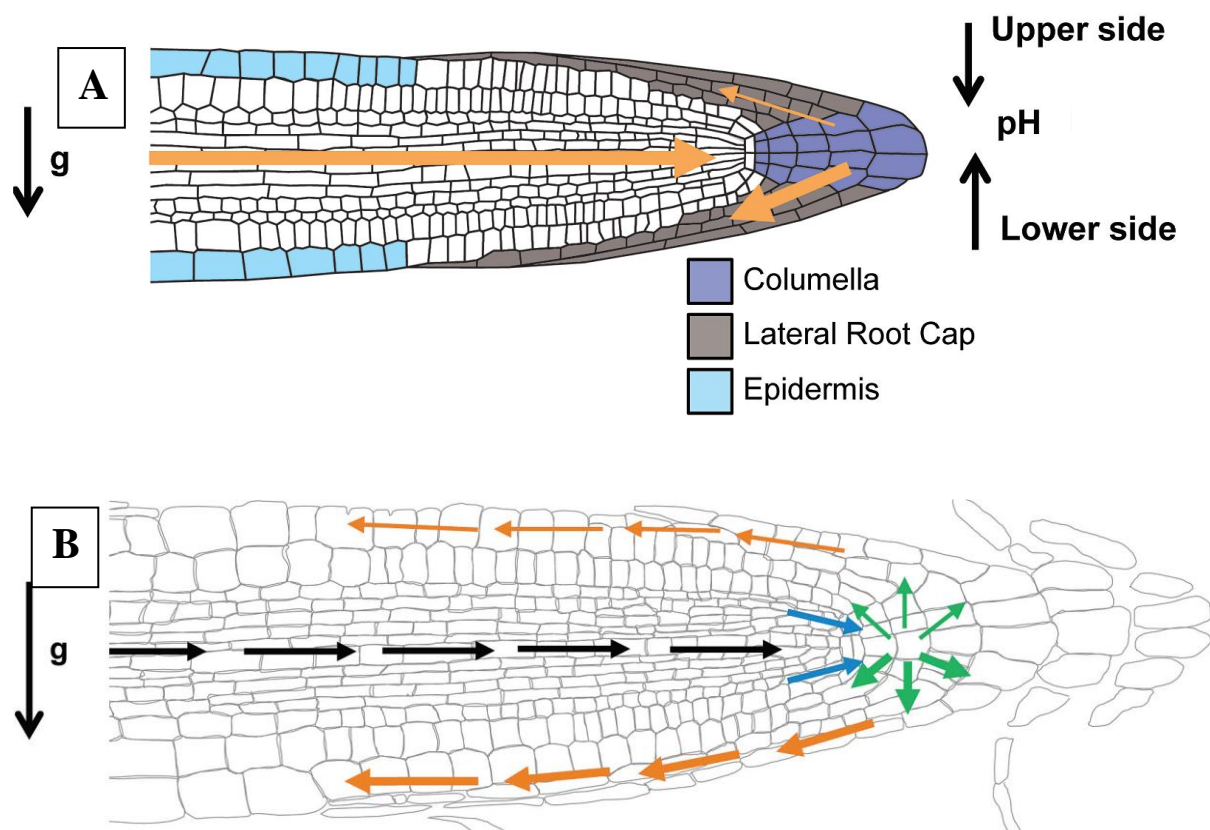 A
g
Upper side
pH
Lower side
Columella
Lateral Root Cap
Epidermis
B
g